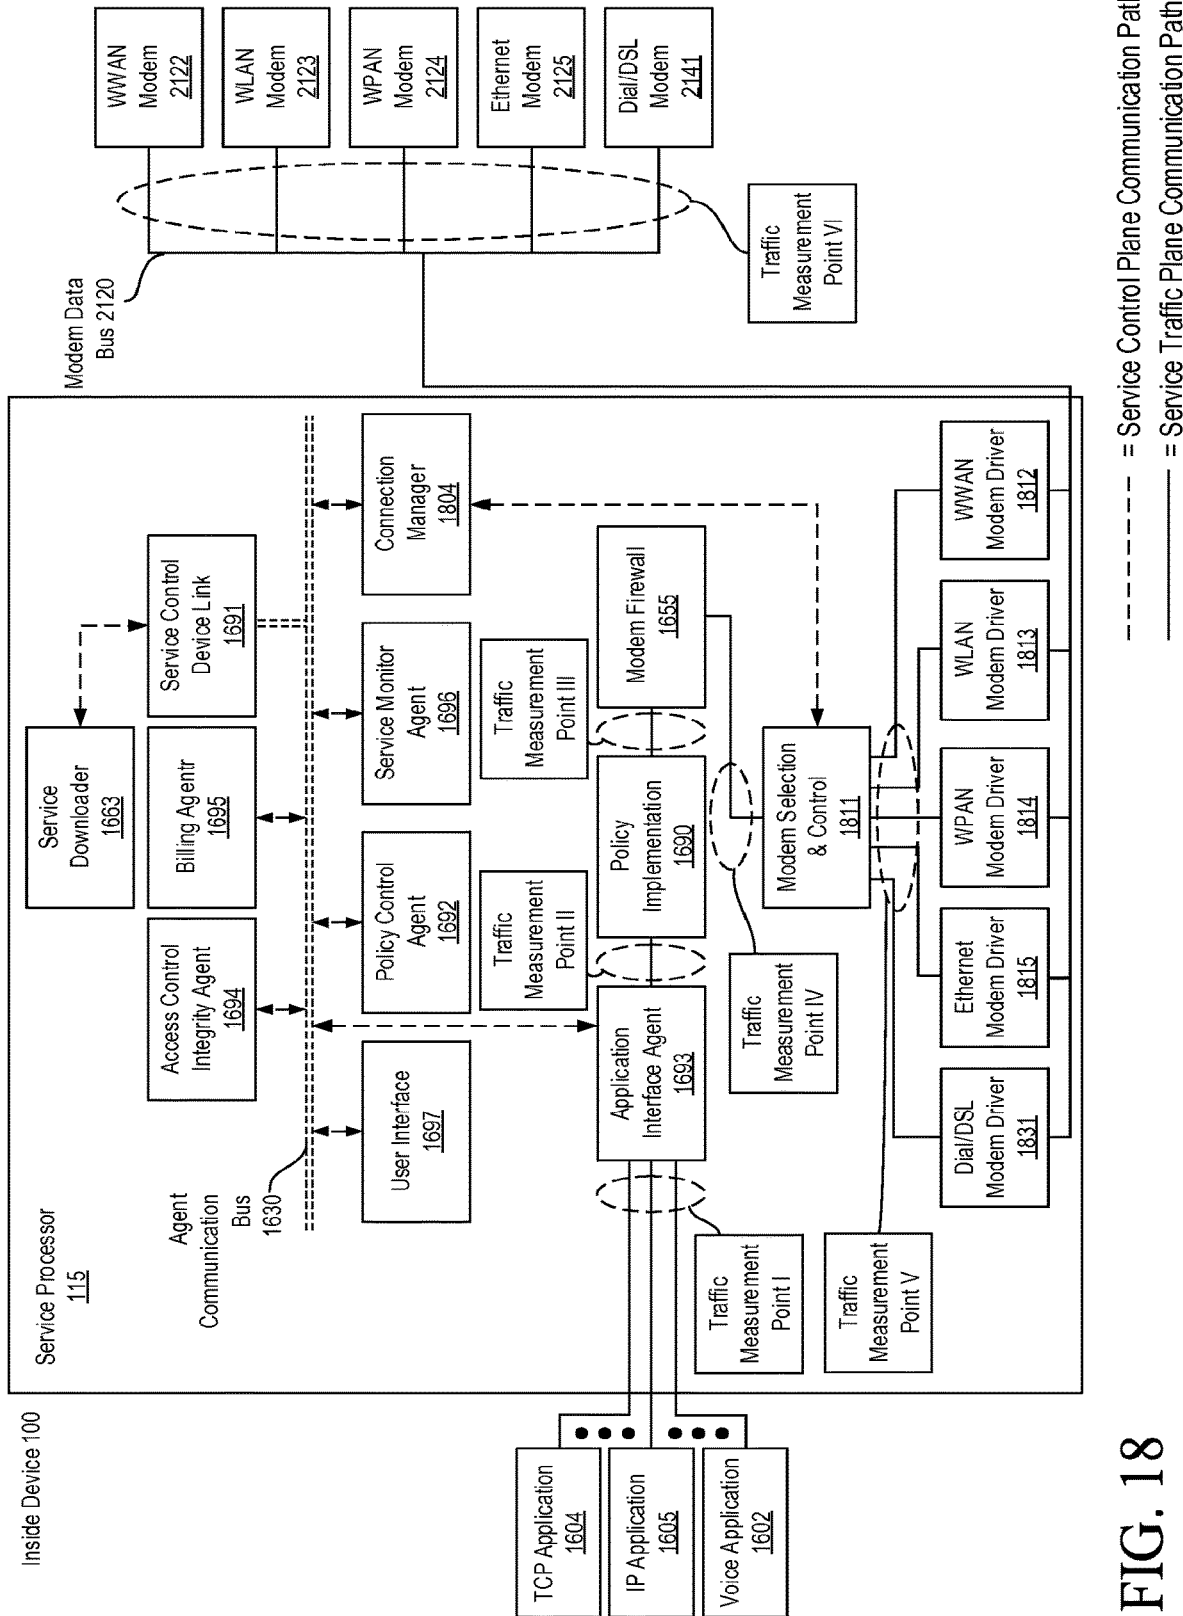 Inside Device 100
Service Processor
115
Agent
Communication
Bus
1630
Access Control
Integrity Agent
1694
Billing Agentr
1695
Service
Downloader
1663
Service Control
Device Link
1691
User Interface
1697
Policy Control
Agent
1692
Service Monitor
Agent
1696
Connection
Manager
1804
Traffic
Measurement
Point II
Traffic
Measurement
Point III
TCP Application
1604
IP Application
1605
Voice Application
1602
Application
Interface Agent
1693
Policy
Implementation
1690
Modem Firewall
1655
Traffic
Measurement
Point I
Traffic
Measurement
Point IV
Modem Selection
& Control
1811
Traffic
Measurement
Point V
Dial/DSL
Modem Driver
1831
Ethernet
Modem Driver
1815
WPAN
Modem Driver
1814
WLAN
Modem Driver
1813
WWAN
Modem Driver
1812
Modem Data
Bus 2120
WWAN
Modem
2122
WLAN
Modem
2123
WPAN
Modem
2124
Ethernet
Modem
2125
Dial/DSL
Modem
2141
Traffic
Measurement
Point VI
= Service Control Plane Communication Path
= Service Traffic Plane Communication Path
FIG. 18